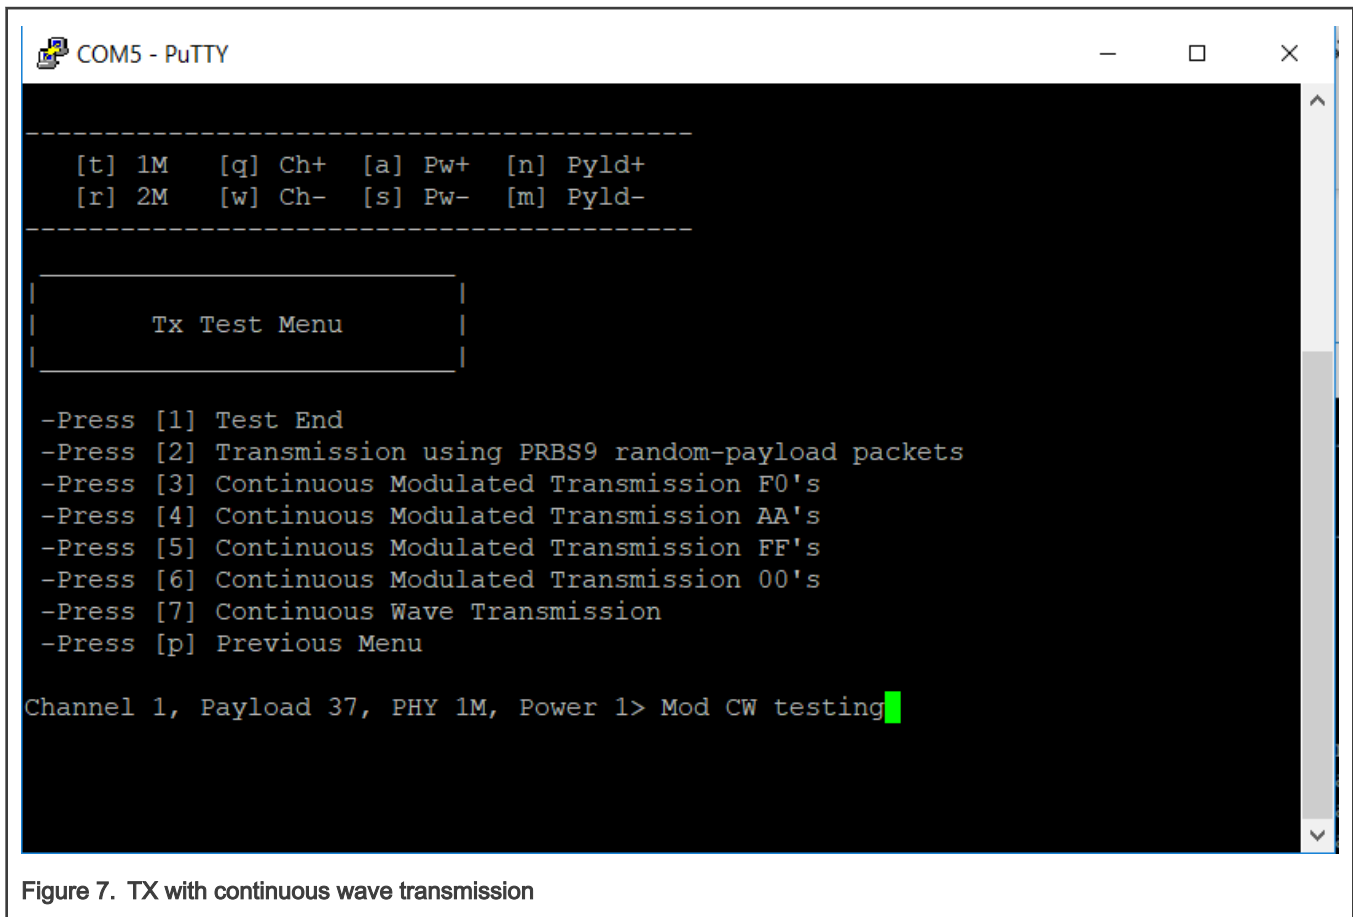 COM5 - PuTTY
--------------------------------------------
[t] 1M [q] Ch+ [a] Pw+ [n] Pyld+
[r] 2M [w] Ch- [s] Pw- [m] Pyld-
--------------------------------------------
Tx Test Menu
-Press [1] Test End
-Press [2] Transmission using PRBS9 random-payload packets
-Press [3] Continuous Modulated Transmission F0's
-Press [4] Continuous Modulated Transmission AA's
-Press [5] Continuous Modulated Transmission FF's
-Press [6] Continuous Modulated Transmission 00's
-Press [7] Continuous Wave Transmission
-Press [p] Previous Menu
Channel 1, Payload 37, PHY 1M, Power 1> Mod CW testing
Figure 7. TX with continuous wave transmission